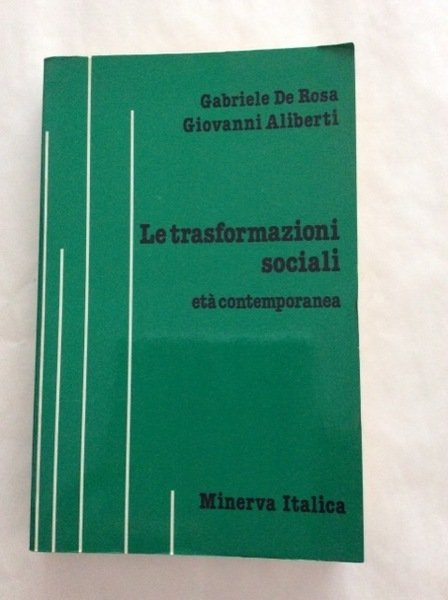 Gabriele De Rosa
Giovanni Aliberti
Le trasformazioni
sociali
età contemporanea
Minerva Italica